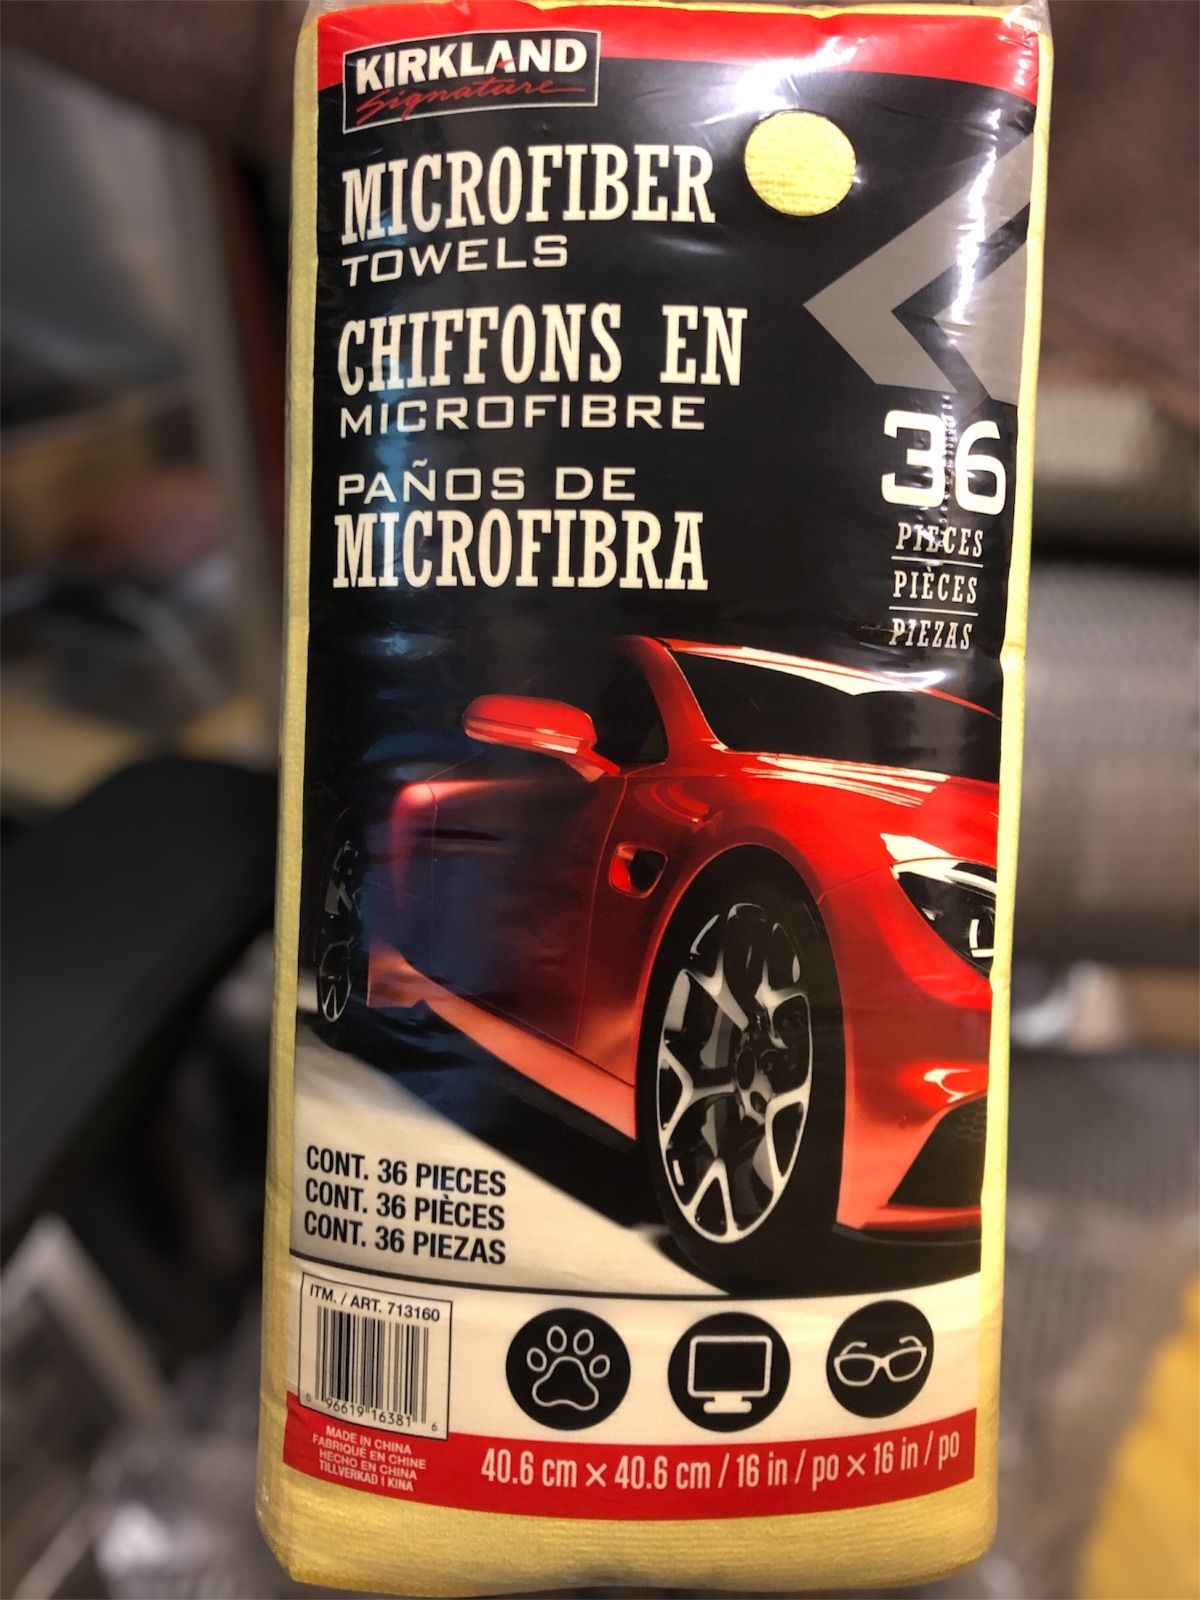 KIRKLAND
Signature
MICROFIBER
TOWELS
CHIFFONS EN
MICROFIBRE
PAÑOS DE
MICROFIBRA
36
PIECES
PIÈCES
PIEZAS
CONT. 36 PIECES
CONT. 36 PIÈCES
CONT. 36 PIEZAS
ITM. / ART. 713160
0 96619 16381 6
MADE IN CHINA
FABRIQUÉ EN CHINE
HECHO EN CHINA
TILLVERKAD I KINA
40.6 cm × 40.6 cm / 16 in / po × 16 in / po